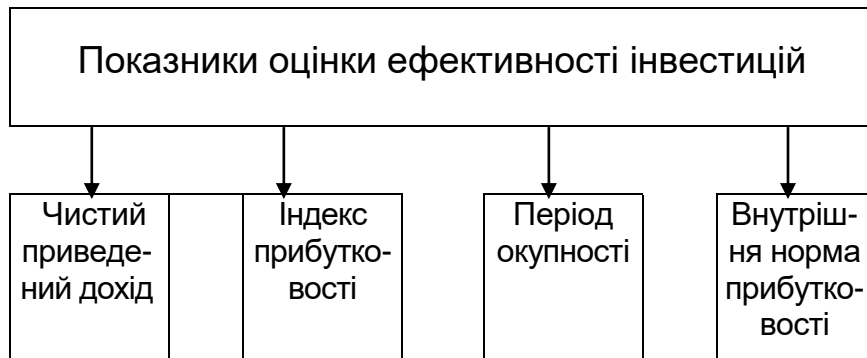 Показники оцінки ефективності інвестицій
Чистий
приведе-
ний дохід
Індекс
прибутко-
вості
Період
окупності
Внутріш-
ня норма
прибутко-
вості